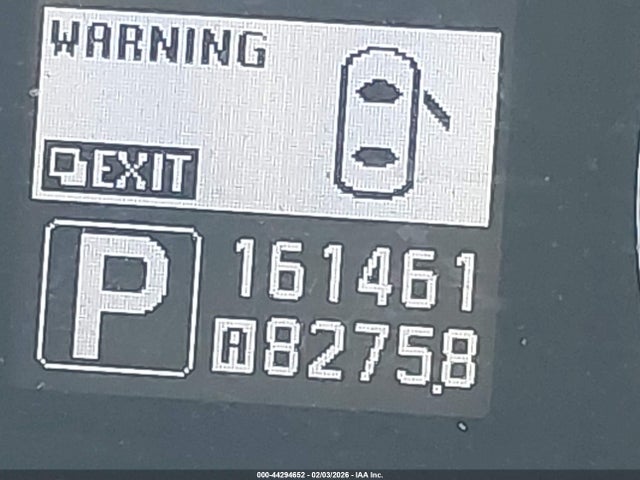 WARNING
EXIT
P
161461
A 8275.8
000-44294652 - 02/03/2026 - IAA Inc.